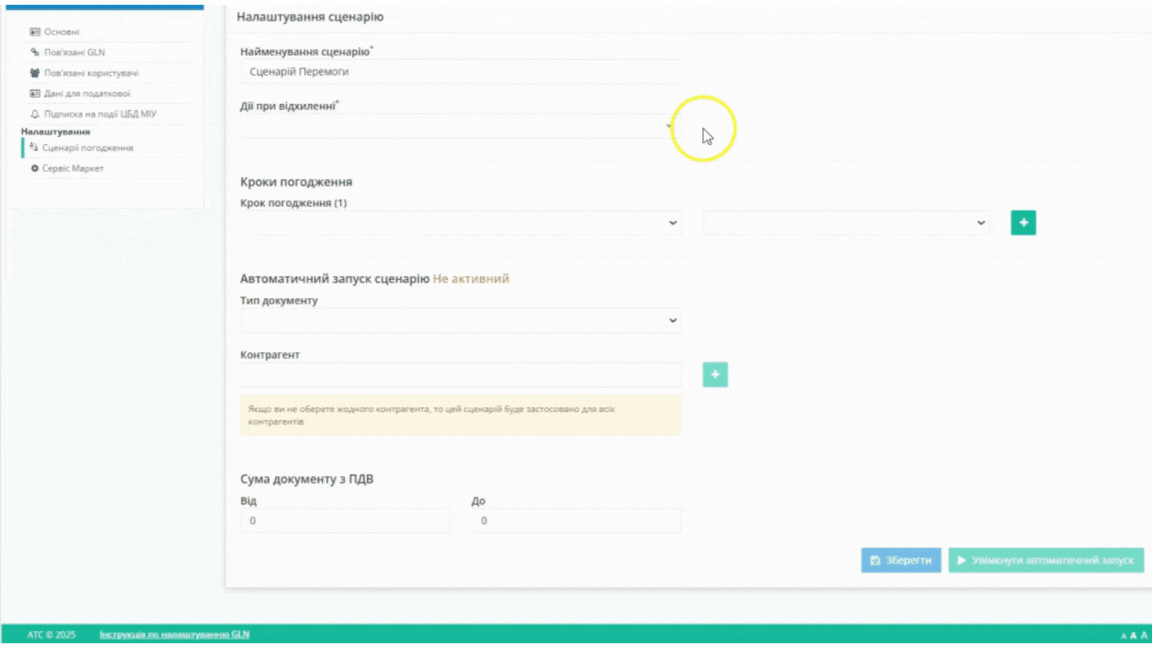 Основні
Пов'язані GLN
Пов'язані користувачі
Дані для податкової
Підписка на події ЦБД МІУ
Налаштування
Сценарії погодження
Сервіс Маркет
Налаштування сценарію
Найменування сценарію*
Сценарій Перемоги
Дії при відхиленні*
Кроки погодження
Крок погодження (1)
Автоматичний запуск сценарію Не активний
Тип документу
Контрагент
Якщо ви не оберете жодного контрагента, то цей сценарій буде застосовано для всіх
контрагентів
Сума документу з ПДВ
Від До
0 0
Зберегти Увімкнути автоматичний запуск
АТС © 2025 Інструкція по налаштуванню GLN A A A